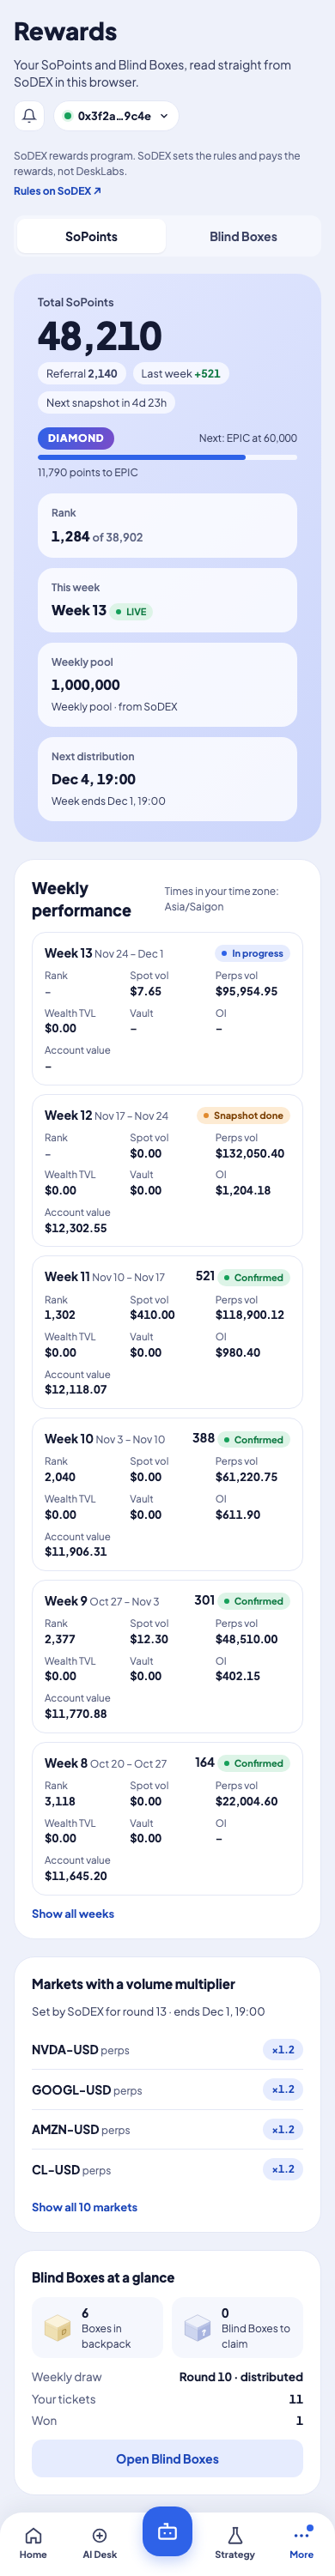 Rewards
Your SoPoints and Blind Boxes, read straight from
SoDEX in this browser.
0x3f2a…9c4e
SoDEX rewards program. SoDEX sets the rules and pays the
rewards, not DeskLabs.
Rules on SoDEX ↗
SoPoints Blind Boxes
Total SoPoints
48,210
Referral 2,140 Last week +521
Next snapshot in 4d 23h
DIAMOND Next: EPIC at 60,000
11,790 points to EPIC
Rank
1,284 of 38,902
This week
Week 13 LIVE
Weekly pool
1,000,000
Weekly pool · from SoDEX
Next distribution
Dec 4, 19:00
Week ends Dec 1, 19:00
Weekly
performance
Times in your time zone:
Asia/Saigon
Week 13 Nov 24 – Dec 1 In progress
Rank Spot vol Perps vol
– $7.65 $95,954.95
Wealth TVL Vault OI
$0.00 – –
Account value
–
Week 12 Nov 17 – Nov 24 Snapshot done
Rank Spot vol Perps vol
– $0.00 $132,050.40
Wealth TVL Vault OI
$0.00 $0.00 $1,204.18
Account value
$12,302.55
Week 11 Nov 10 – Nov 17 521 Confirmed
Rank Spot vol Perps vol
1,302 $410.00 $118,900.12
Wealth TVL Vault OI
$0.00 $0.00 $980.40
Account value
$12,118.07
Week 10 Nov 3 – Nov 10 388 Confirmed
Rank Spot vol Perps vol
2,040 $0.00 $61,220.75
Wealth TVL Vault OI
$0.00 $0.00 $611.90
Account value
$11,906.31
Week 9 Oct 27 – Nov 3 301 Confirmed
Rank Spot vol Perps vol
2,377 $12.30 $48,510.00
Wealth TVL Vault OI
$0.00 $0.00 $402.15
Account value
$11,770.88
Week 8 Oct 20 – Oct 27 164 Confirmed
Rank Spot vol Perps vol
3,118 $0.00 $22,004.60
Wealth TVL Vault OI
$0.00 $0.00 –
Account value
$11,645.20
Show all weeks
Markets with a volume multiplier
Set by SoDEX for round 13 · ends Dec 1, 19:00
NVDA-USD perps ×1.2
GOOGL-USD perps ×1.2
AMZN-USD perps ×1.2
CL-USD perps ×1.2
Show all 10 markets
Blind Boxes at a glance
6
Boxes in
backpack
0
Blind Boxes to
claim
Weekly draw Round 10 · distributed
Your tickets 11
Won 1
Open Blind Boxes
Home AI Desk Strategy More